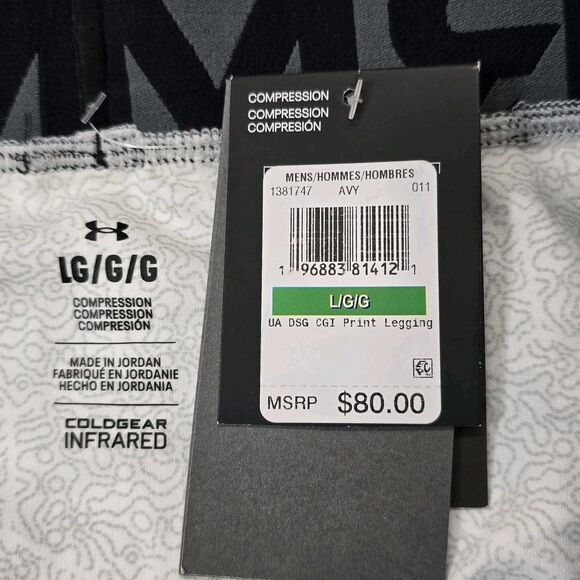 COMPRESSION
COMPRESSION
COMPRESIÓN
MENS/HOMMES/HOMBRES
1381747 AVY 011
1 96883 81412 1
L/G/G
UA DSG CGI Print Legging
MSRP $80.00
LG/G/G
COMPRESSION
COMPRESSION
COMPRESIÓN
MADE IN JORDAN
FABRIQUÉ EN JORDANIE
HECHO EN JORDANIA
COLDGEAR
INFRARED